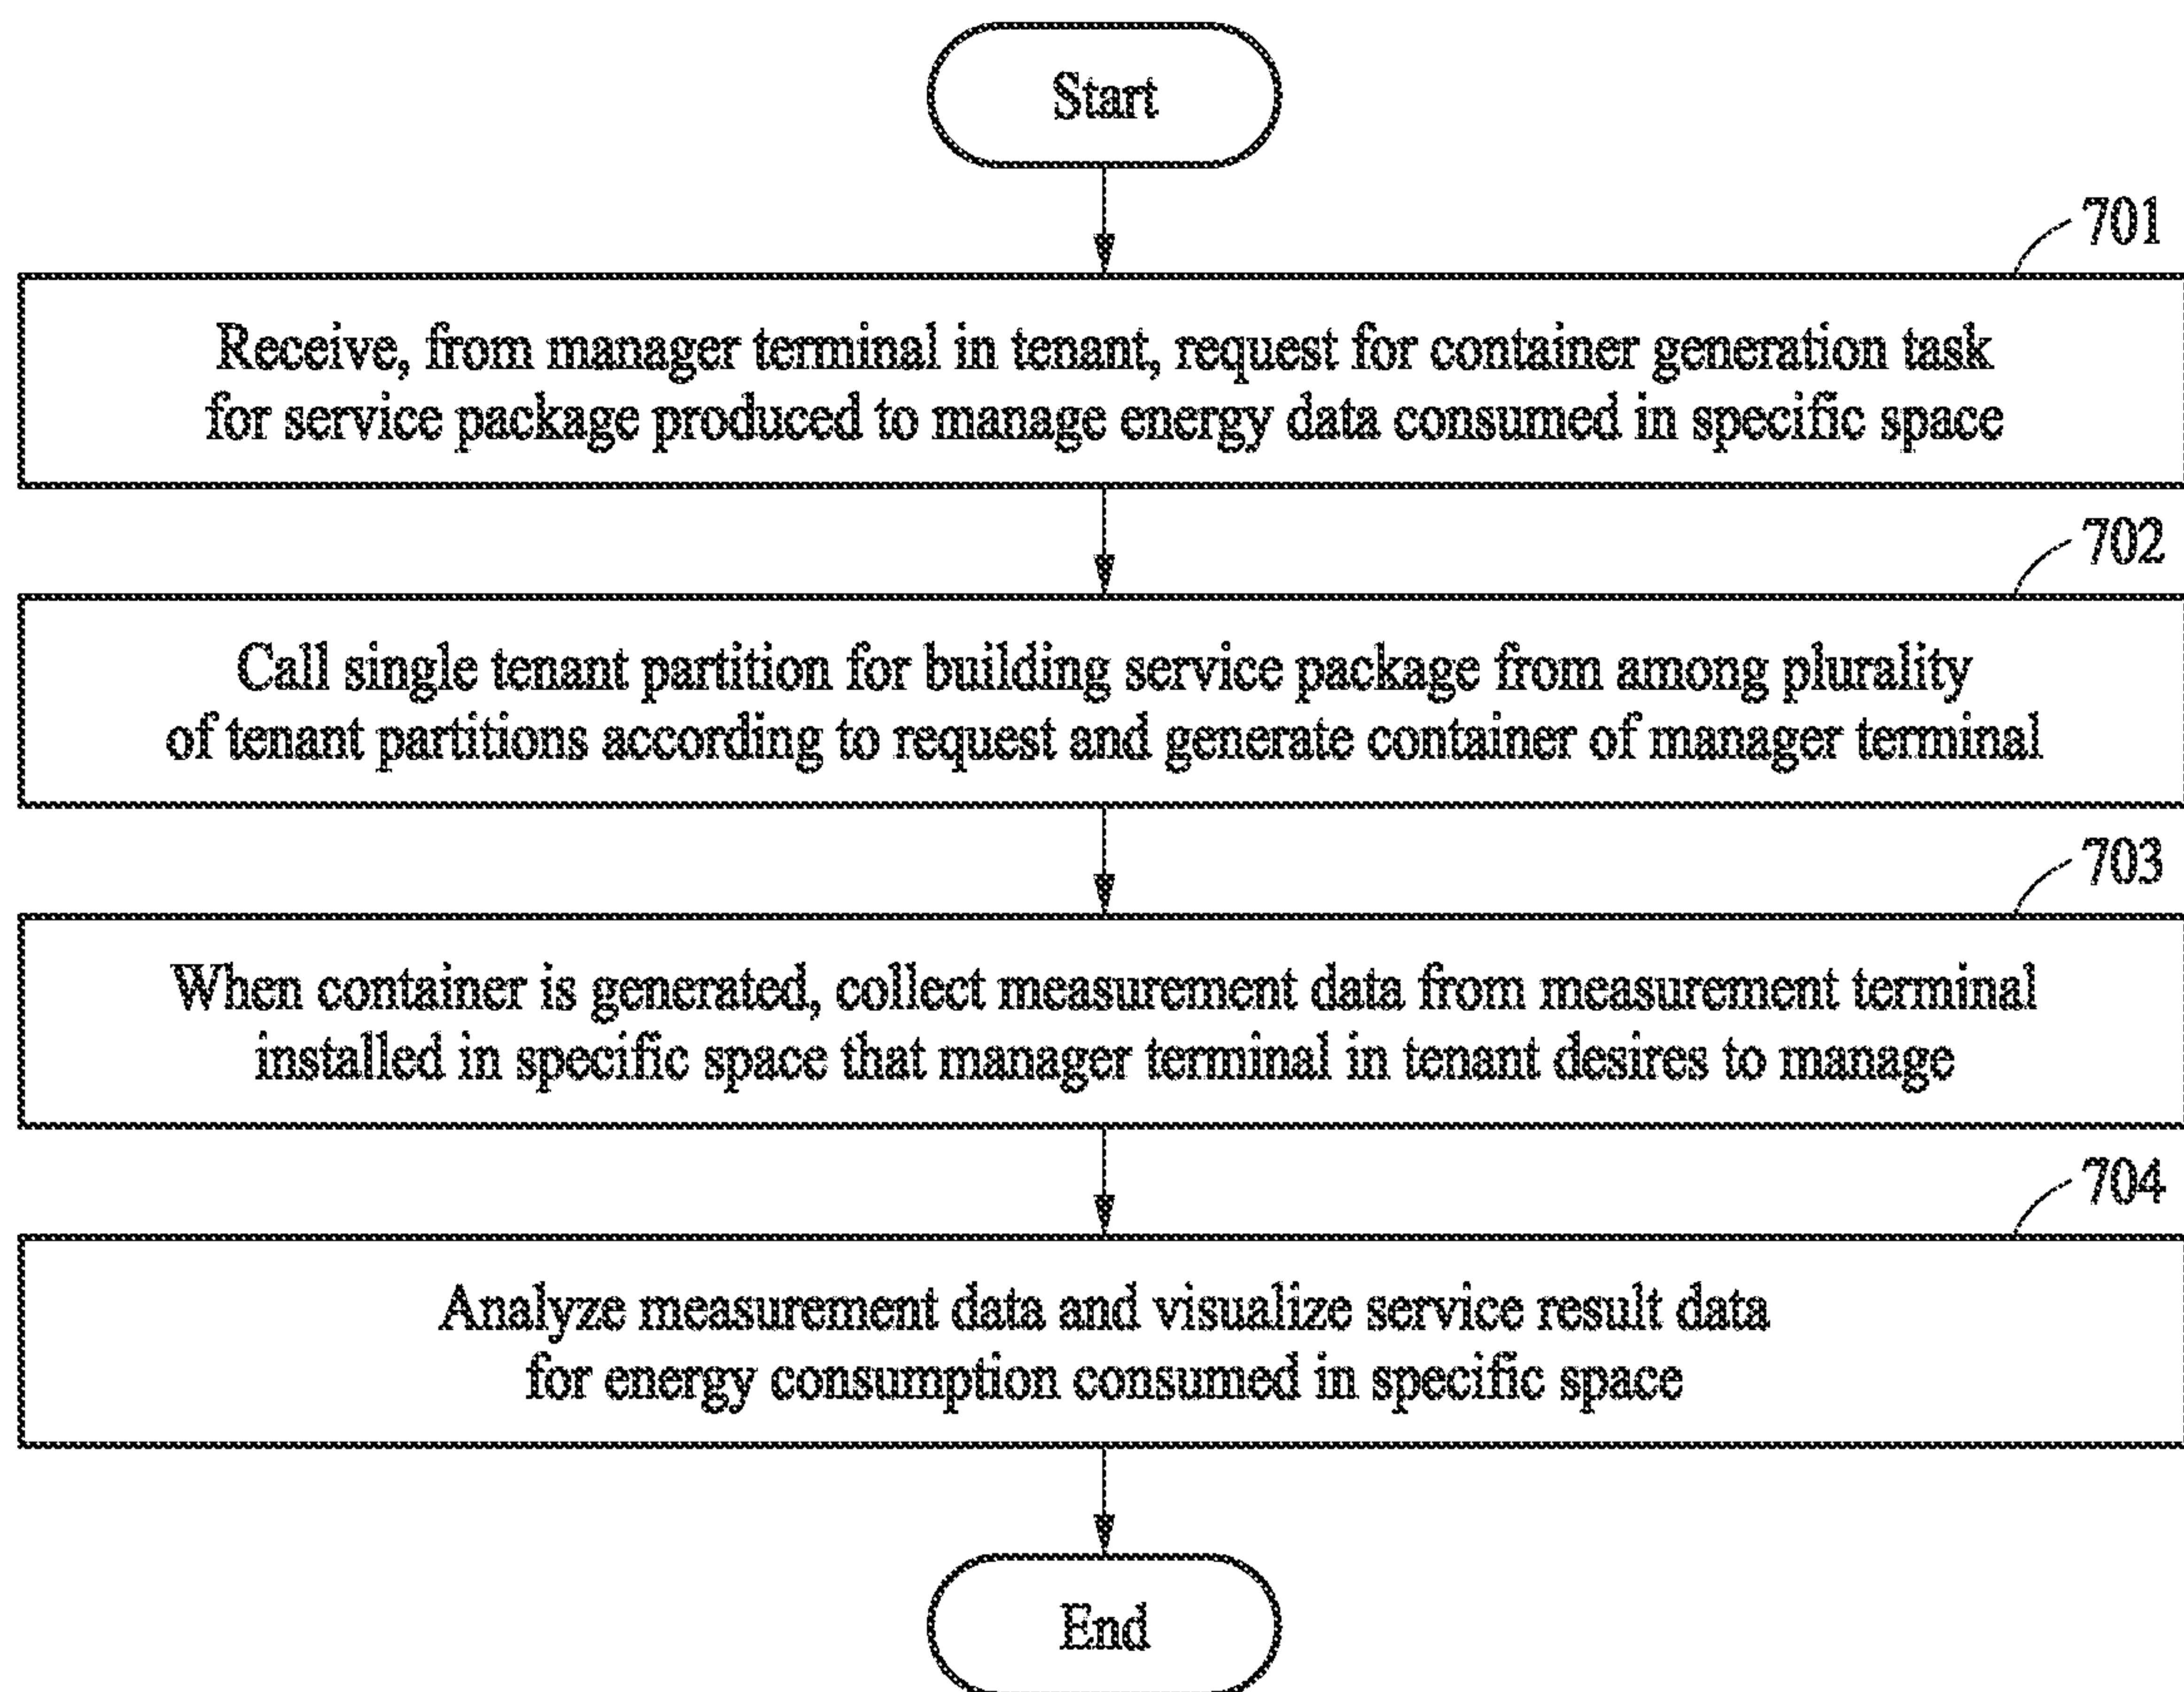 Start
701
Receive, from manager terminal in tenant, request for container generation task
for service package produced to manage energy data consumed in specific space
702
Call single tenant partition for building service package from among plurality
of tenant partitions according to request and generate container of manager terminal
703
When container is generated, collect measurement data from measurement terminal
installed in specific space that manager terminal in tenant desires to manage
704
Analyze measurement data and visualize service result data
for energy consumption consumed in specific space
End